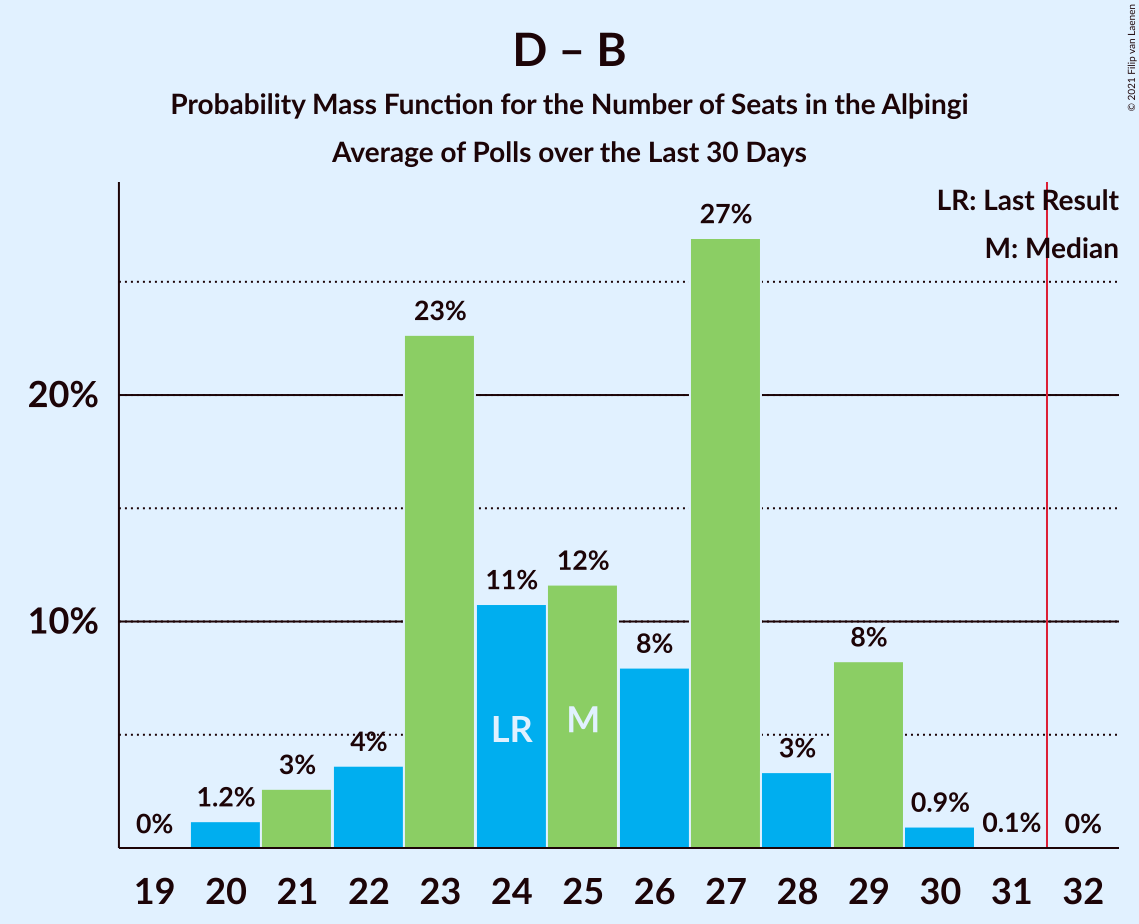 D – B
Probability Mass Function for the Number of Seats in the Alþingi
Average of Polls over the Last 30 Days
© 2021 Filip van Laenen
LR: Last Result
M: Median
20%
10%
0%
1.2%
3%
4%
23%
11%
12%
8%
27%
3%
8%
0.9%
0.1%
0%
LR
M
19 20 21 22 23 24 25 26 27 28 29 30 31 32